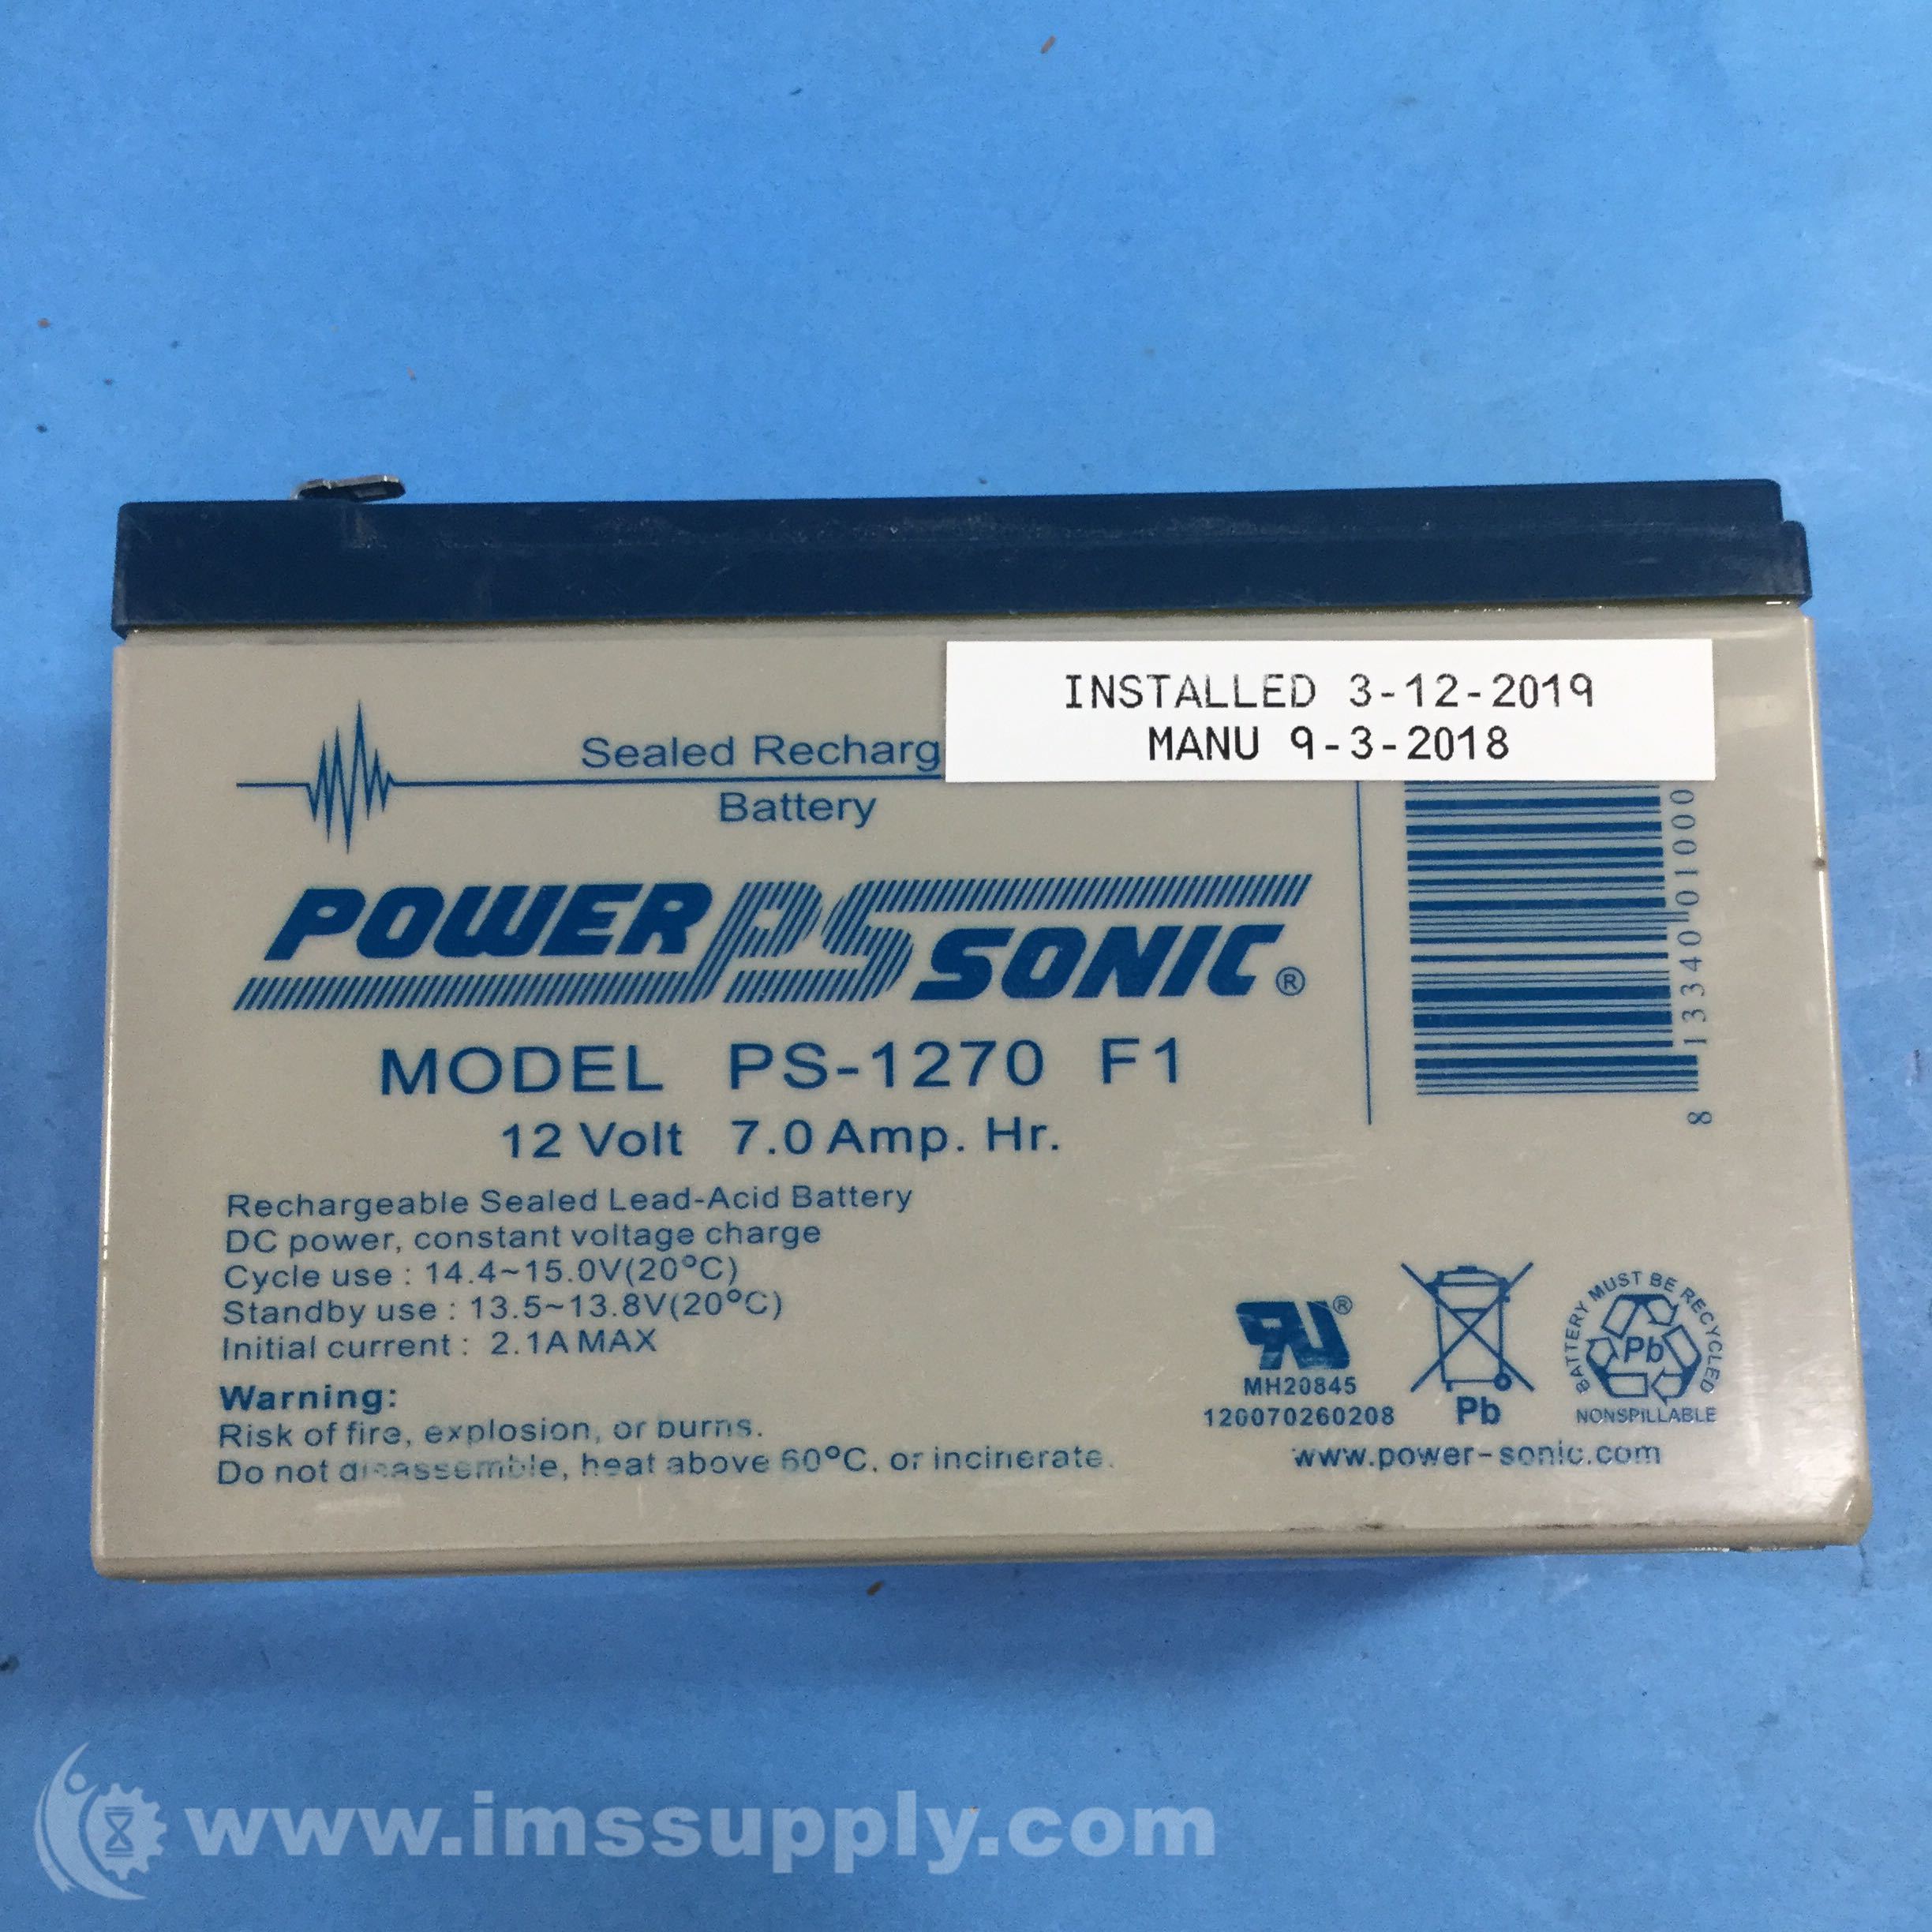 INSTALLED 3-12-2019
MANU 9-3-2018
Sealed Recharg
Battery
POWER PS SONIC®
MODEL PS-1270 F1
12 Volt 7.0 Amp. Hr.
Rechargeable Sealed Lead-Acid Battery
DC power, constant voltage charge
Cycle use : 14.4~15.0V(20°C)
Standby use : 13.5~13.8V(20°C)
Initial current : 2.1A MAX
Warning:
Risk of fire, explosion, or burns.
Do not disassemble, heat above 60°C, or incinerate.
8 13340 01000
®
MH20845
120070260208
Pb
BATTERY MUST BE RECYCLED
Pb
NONSPILLABLE
www.power-sonic.com
www.imssupply.com